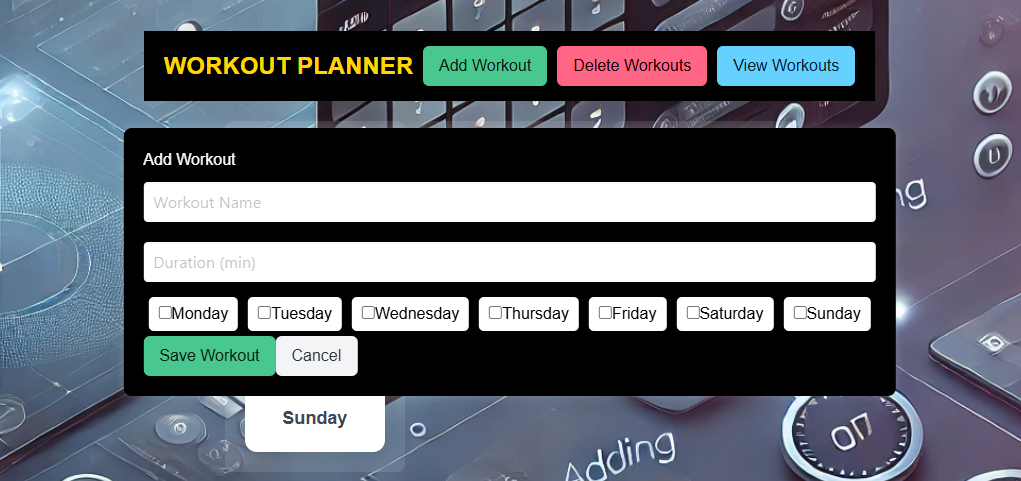 WORKOUT PLANNER Add Workout Delete Workouts View Workouts
Add Workout
Workout Name
Duration (min)
Monday Tuesday Wednesday Thursday Friday Saturday Sunday
Save Workout Cancel
Sunday
Adding